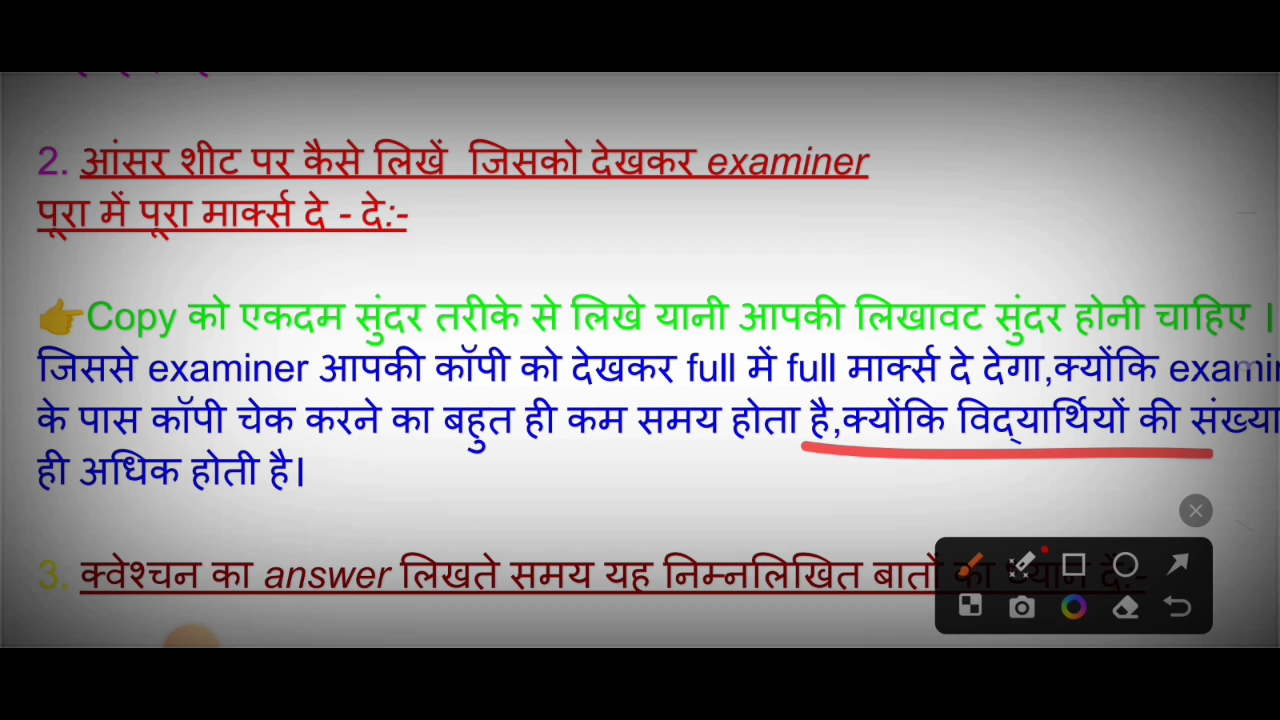 2. आंसर शीट पर कैसे लिखें जिसको देखकर examiner
पूरा में पूरा मार्क्स दे - दे:-
👉Copy को एकदम सुंदर तरीके से लिखे यानी आपकी लिखावट सुंदर होनी चाहिए ।
जिससे examiner आपकी कॉपी को देखकर full में full मार्क्स दे देगा,क्योंकि
के पास कॉपी चेक करने का बहुत ही कम समय होता है,क्योंकि विद्यार्थियों की संख्या
ही अधिक होती है।
3. क्वेश्चन का answer लिखते समय यह निम्नलिखित बातों का ध्यान दें:-